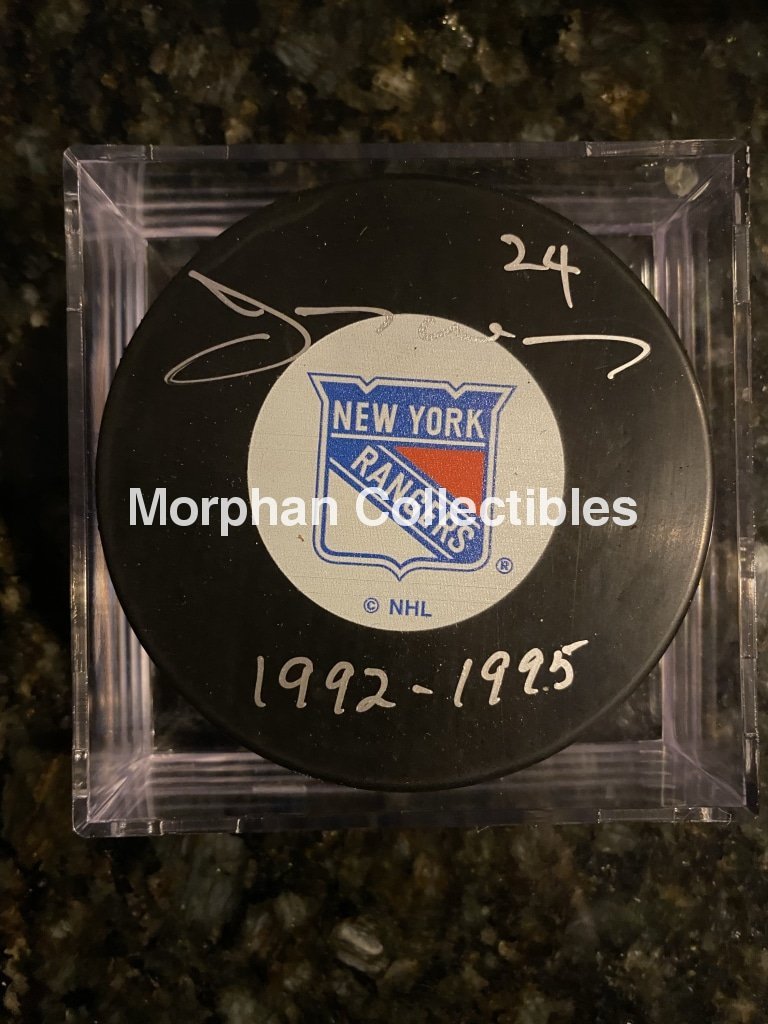 24
NEW YORK
RANGERS
®
Morphan Collectibles
© NHL
1992-1995